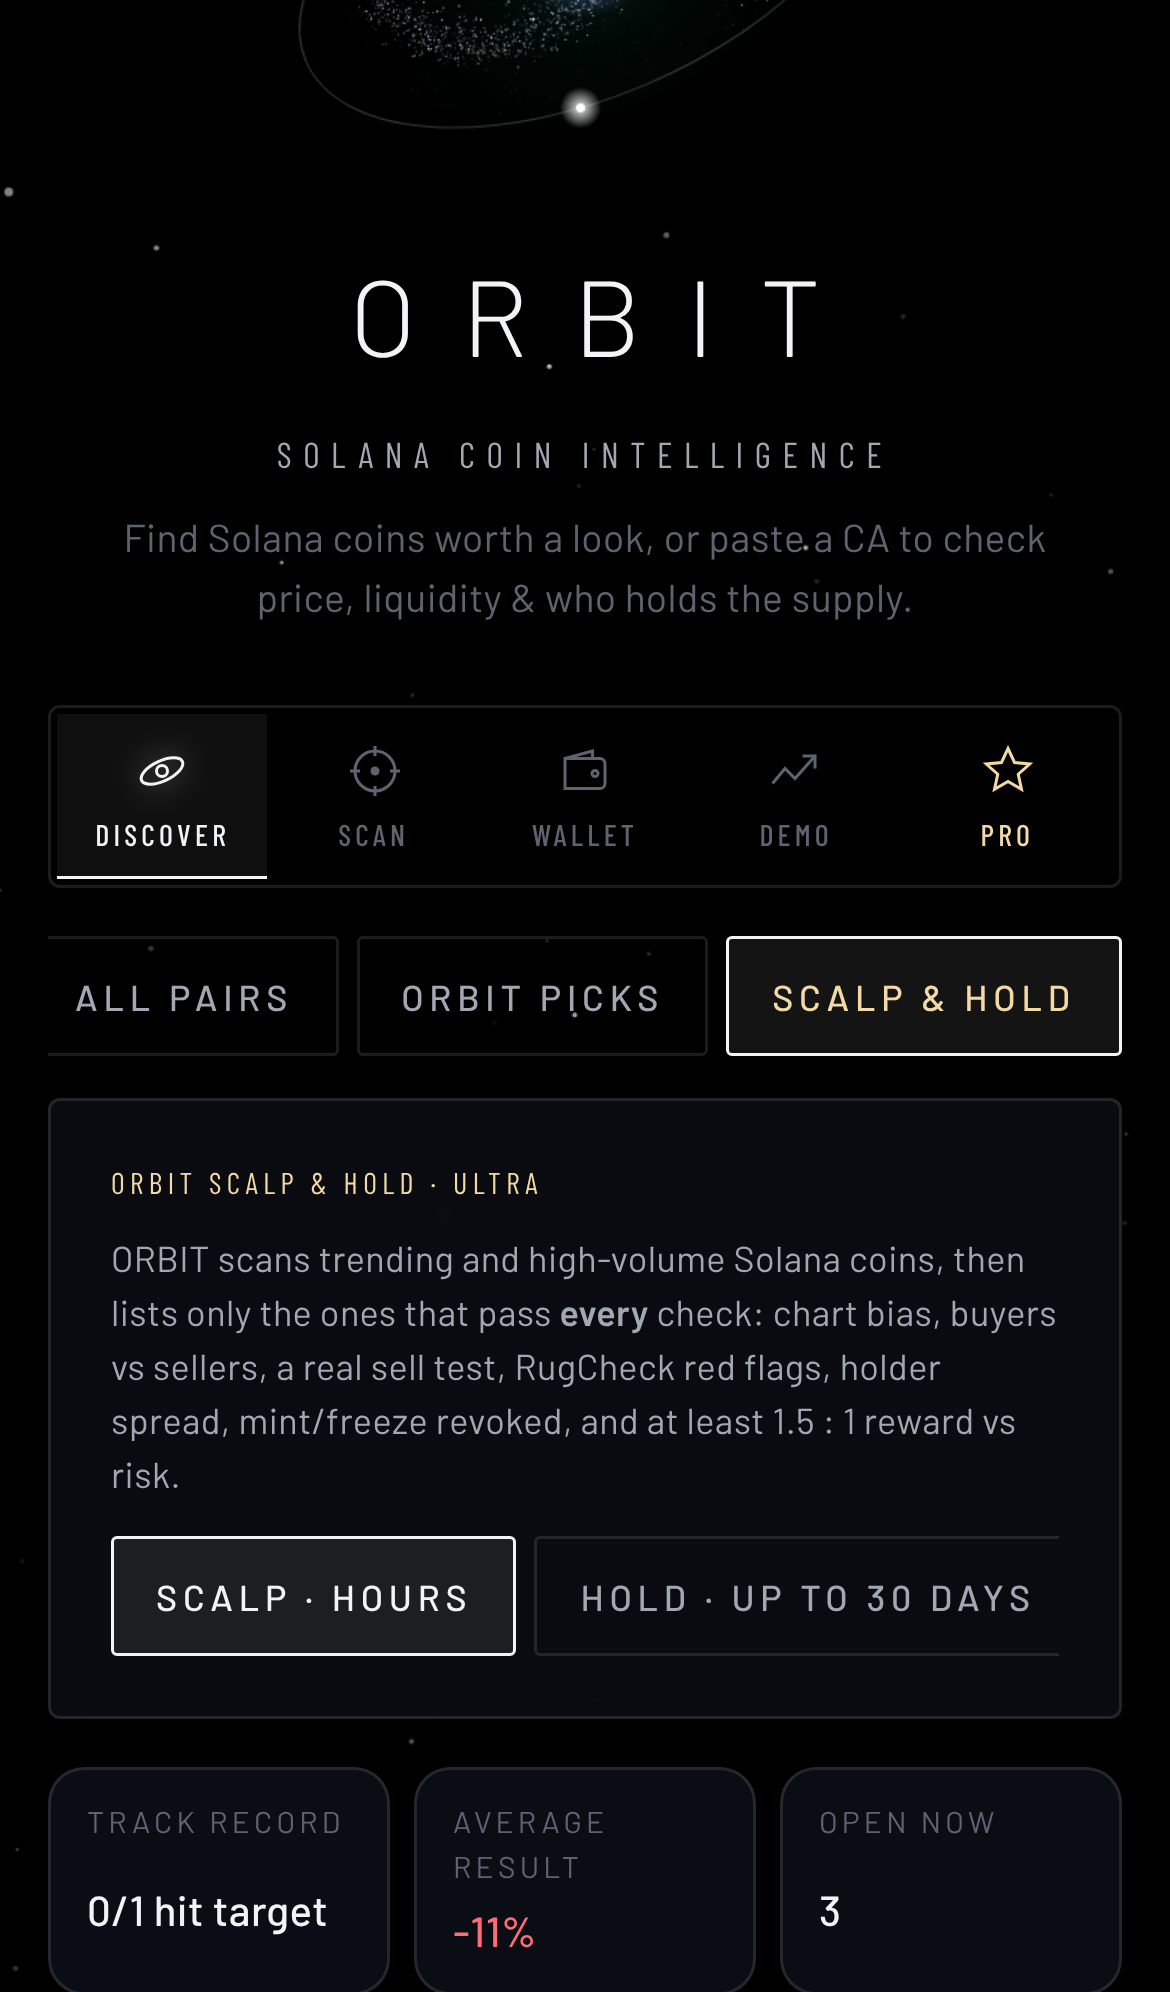 ORBIT
SOLANA COIN INTELLIGENCE
Find Solana coins worth a look, or paste a CA to check
price, liquidity & who holds the supply.
DISCOVER
SCAN
WALLET
DEMO
PRO
ALL PAIRS
ORBIT PICKS
SCALP & HOLD
ORBIT SCALP & HOLD · ULTRA
ORBIT scans trending and high-volume Solana coins, then
lists only the ones that pass every check: chart bias, buyers
vs sellers, a real sell test, RugCheck red flags, holder
spread, mint/freeze revoked, and at least 1.5 : 1 reward vs
risk.
SCALP · HOURS
HOLD · UP TO 30 DAYS
TRACK RECORD
0/1 hit target
AVERAGE
RESULT
-11%
OPEN NOW
3